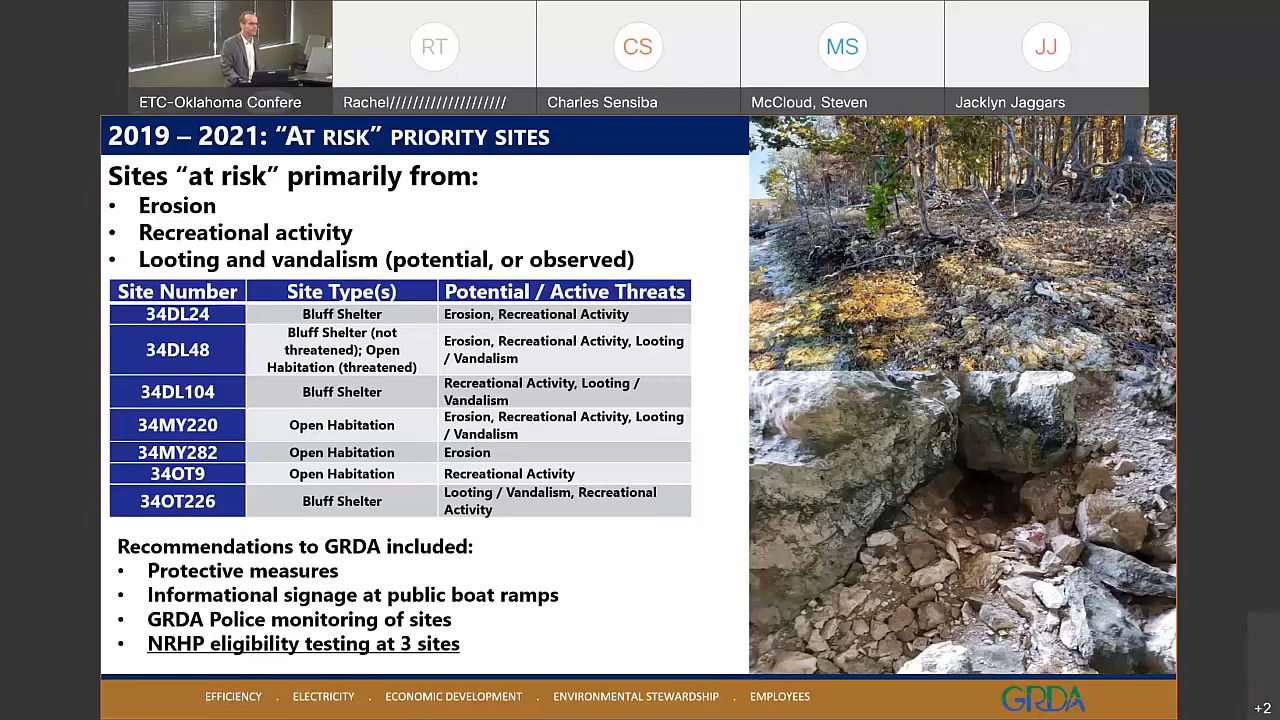 RT
CS
MS
JJ
ETC-Oklahoma Confere
Rachel////////////////////
Charles Sensiba
McCloud, Steven
Jacklyn Jaggars
2019 – 2021: “AT RISK” PRIORITY SITES
Sites “at risk” primarily from:
• Erosion
• Recreational activity
• Looting and vandalism (potential, or observed)
Site Number Site Type(s) Potential / Active Threats
34DL24 Bluff Shelter Erosion, Recreational Activity
34DL48 Bluff Shelter (not
threatened); Open
Habitation (threatened)
Erosion, Recreational Activity, Looting
/ Vandalism
34DL104 Bluff Shelter Recreational Activity, Looting /
Vandalism
34MY220 Open Habitation Erosion, Recreational Activity, Looting
/ Vandalism
34MY282 Open Habitation Erosion
34OT9 Open Habitation Recreational Activity
34OT226 Bluff Shelter Looting / Vandalism, Recreational
Activity
Recommendations to GRDA included:
• Protective measures
• Informational signage at public boat ramps
• GRDA Police monitoring of sites
• NRHP eligibility testing at 3 sites
EFFICIENCY . ELECTRICITY . ECONOMIC DEVELOPMENT . ENVIRONMENTAL STEWARDSHIP . EMPLOYEES
GRDA
+2